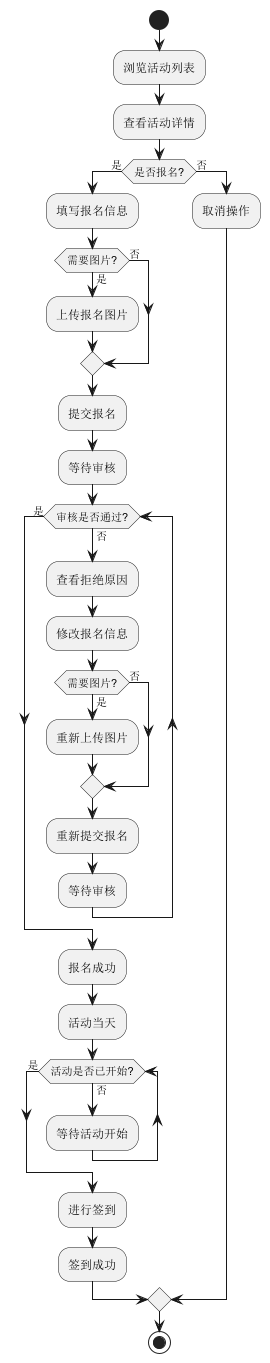 浏览活动列表
查看活动详情
是
是否报名?
否
填写报名信息
取消操作
需要图片?
否
是
上传报名图片
提交报名
等待审核
是
审核是否通过?
否
查看拒绝原因
修改报名信息
需要图片?
否
是
重新上传图片
重新提交报名
等待审核
报名成功
活动当天
是
活动是否已开始?
否
等待活动开始
进行签到
签到成功